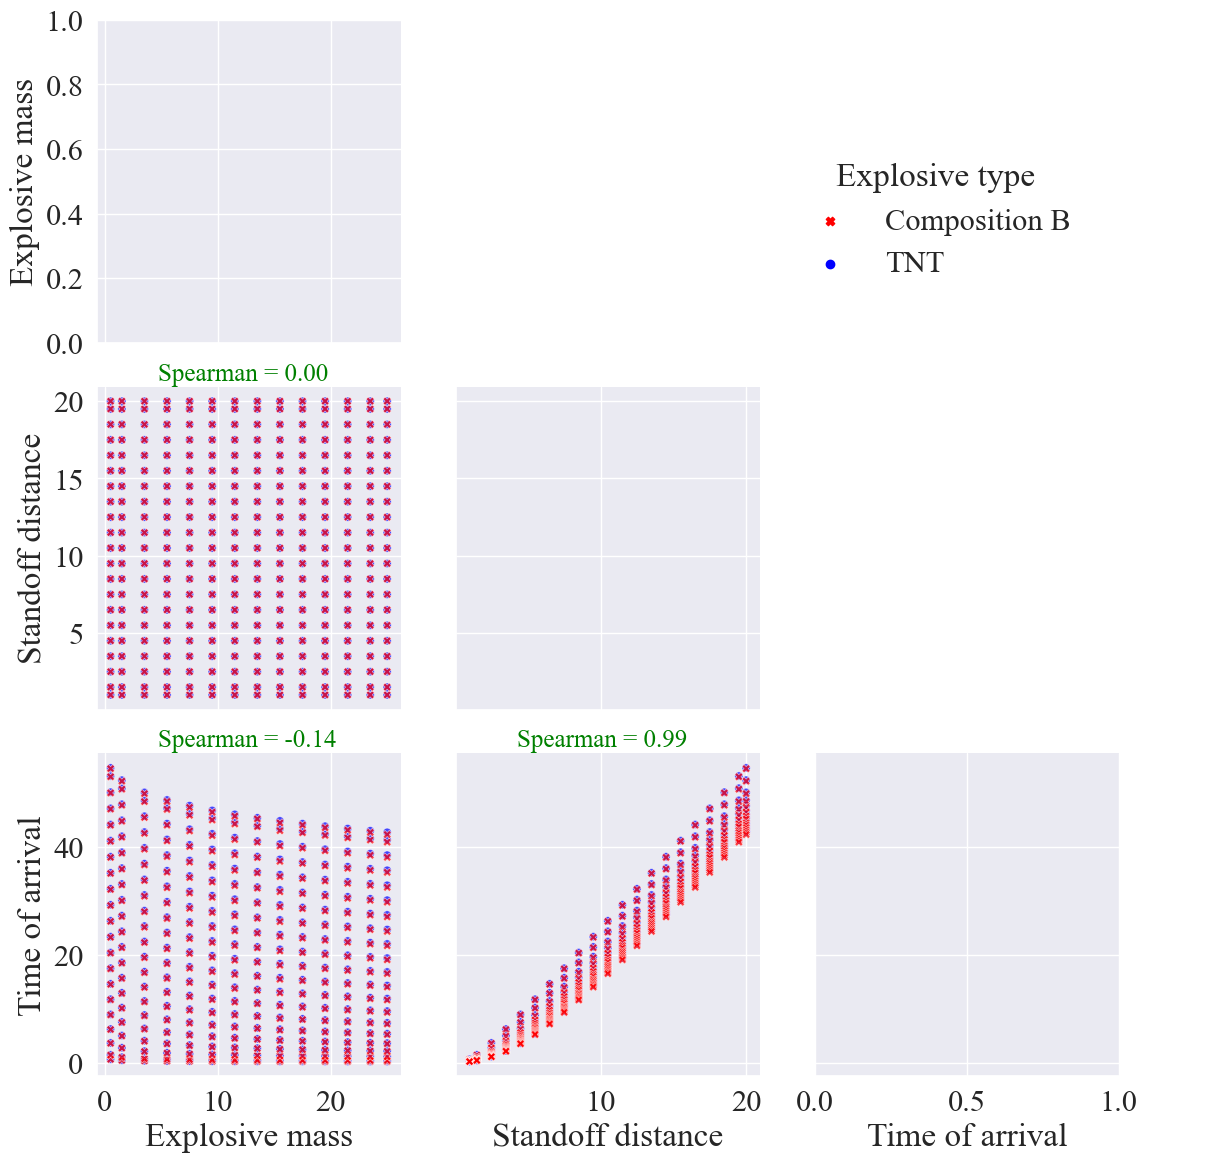 1.0
0.8
0.6
0.4
0.2
0.0
Explosive mass
Explosive type
Composition B
TNT
Spearman = 0.00
20
15
10
5
Standoff distance
Spearman = -0.14
Spearman = 0.99
40
20
0
Time of arrival
0 10 20
10 20
0.0 0.5 1.0
Explosive mass
Standoff distance
Time of arrival